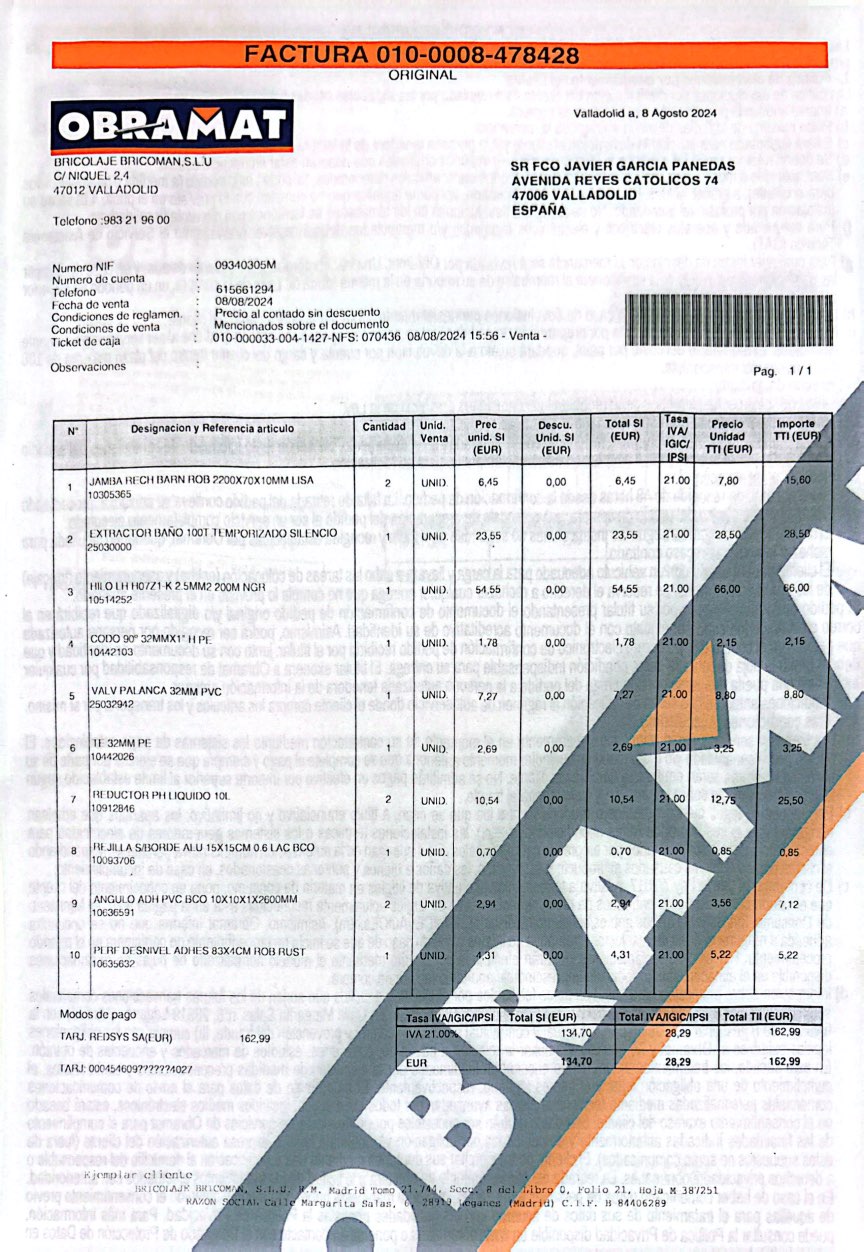 FACTURA 010-0008-478428
ORIGINAL
OBRAMAT
Valladolid a, 8 Agosto 2024
BRICOLAJE BRICOMAN,S.L.U
C/ NIQUEL 2,4
47012 VALLADOLID
Telefono :983 21 96 00
SR FCO JAVIER GARCIA PANEDAS
AVENIDA REYES CATOLICOS 74
47006 VALLADOLID
ESPAÑA
Numero NIF : 09340305M
Numero de cuenta :
Telefono : 615661294
Fecha de venta : 08/08/2024
Condiciones de reglamen. : Precio al contado sin descuento
Condiciones de venta : Mencionados sobre el documento
Ticket de caja : 010-000033-004-1427-NFS: 070436 08/08/2024 15:56 - Venta -
Observaciones :
Pag. 1 / 1
N° Designacion y Referencia articulo Cantidad Unid. Venta Prec unid. SI (EUR) Descu. Unid. SI (EUR) Total SI (EUR) Tasa IVA/ IGIC/ IPSI Precio Unidad TTI (EUR) Importe TTI (EUR)
1 JAMBA RECH BARN ROB 2200X70X10MM LISA 2 UNID. 6,45 0,00 6,45 21.00 7,80 15,60
10305365
2 EXTRACTOR BAÑO 100T TEMPORIZADO SILENCIO 1 UNID. 23,55 0,00 23,55 21.00 28,50 28,50
25030000
3 HILO LH H07Z1-K 2.5MM2 200M NGR 1 UNID. 54,55 0,00 54,55 21.00 66,00 66,00
10514252
4 CODO 90° 32MMX1" H PE 1 UNID. 1,78 0,00 1,78 21.00 2,15 2,15
10442103
5 VALV PALANCA 32MM PVC 1 UNID. 7,27 0,00 7,27 21.00 8,80 8,80
25032942
6 TE 32MM PE 1 UNID. 2,69 0,00 2,69 21.00 3,25 3,25
10442026
7 REDUCTOR PH LIQUIDO 10L 2 UNID. 10,54 0,00 10,54 21.00 12,75 25,50
10912846
8 REJILLA S/BORDE ALU 15X15CM 0.6 LAC BCO 1 UNID. 0,70 0,00 0,70 21.00 0,85 0,85
10093706
9 ANGULO ADH PVC BCO 10X10X1X2600MM 2 UNID. 2,94 0,00 2,94 21.00 3,56 7,12
10636591
10 PERF DESNIVEL ADHES 83X4CM ROB RUST 1 UNID. 4,31 0,00 4,31 21.00 5,22 5,22
10635632
OBRAMAT
Modos de pago
TARJ. REDSYS SA(EUR) 162,99
TARJ: 000454609??????4027
Tasa IVA/IGIC/IPSI Total SI (EUR) Total IVA/IGIC/IPSI Total TII (EUR)
IVA 21.00% 134,70 28,29 162,99
EUR 134,70 28,29 162,99
Ejemplar cliente
BRICOLAJE BRICOMAN, S.L.U. R.M. Madrid Tomo 21.744, Secc. 8 del Libro 0, Folio 21, Hoja M 387251
RAZON SOCIAL Calle Margarita Salas, 6, 28919 Leganes (Madrid) C.I.F. B 84406289